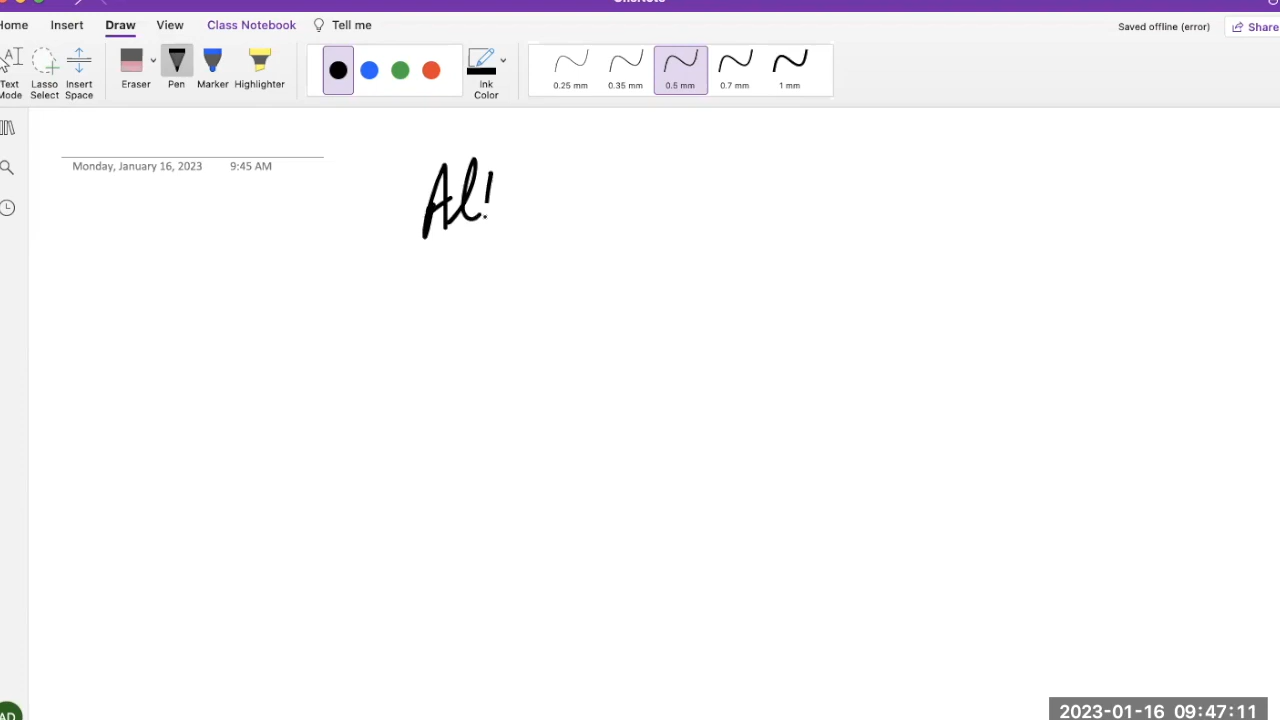 Home Insert Draw View Class Notebook Tell me Saved offline (error) Share
Text Mode Lasso Select Insert Space Eraser Pen Marker Highlighter Ink Color 0.25 mm 0.35 mm 0.5 mm 0.7 mm 1 mm
Monday, January 16, 2023 9:45 AM
Al!
AD
2023-01-16 09:47:11